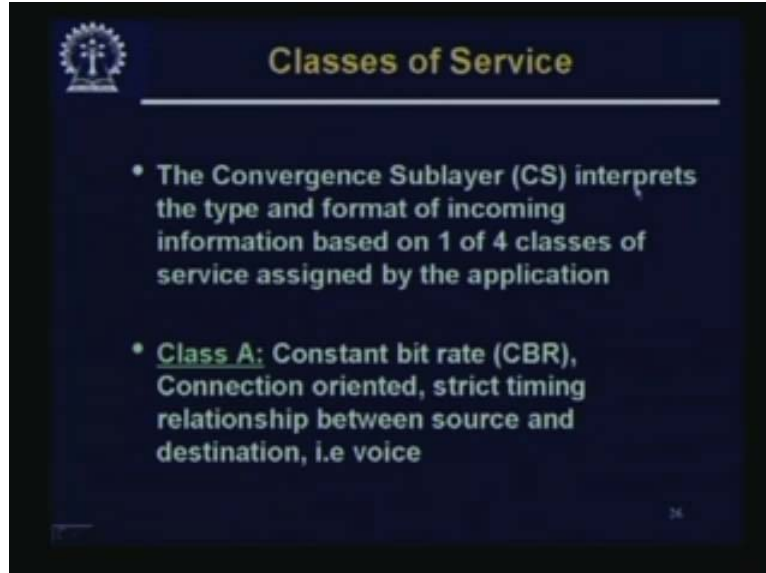 Classes of Service
• The Convergence Sublayer (CS) interprets
the type and format of incoming
information based on 1 of 4 classes of
service assigned by the application
• Class A: Constant bit rate (CBR),
Connection oriented, strict timing
relationship between source and
destination, i.e voice